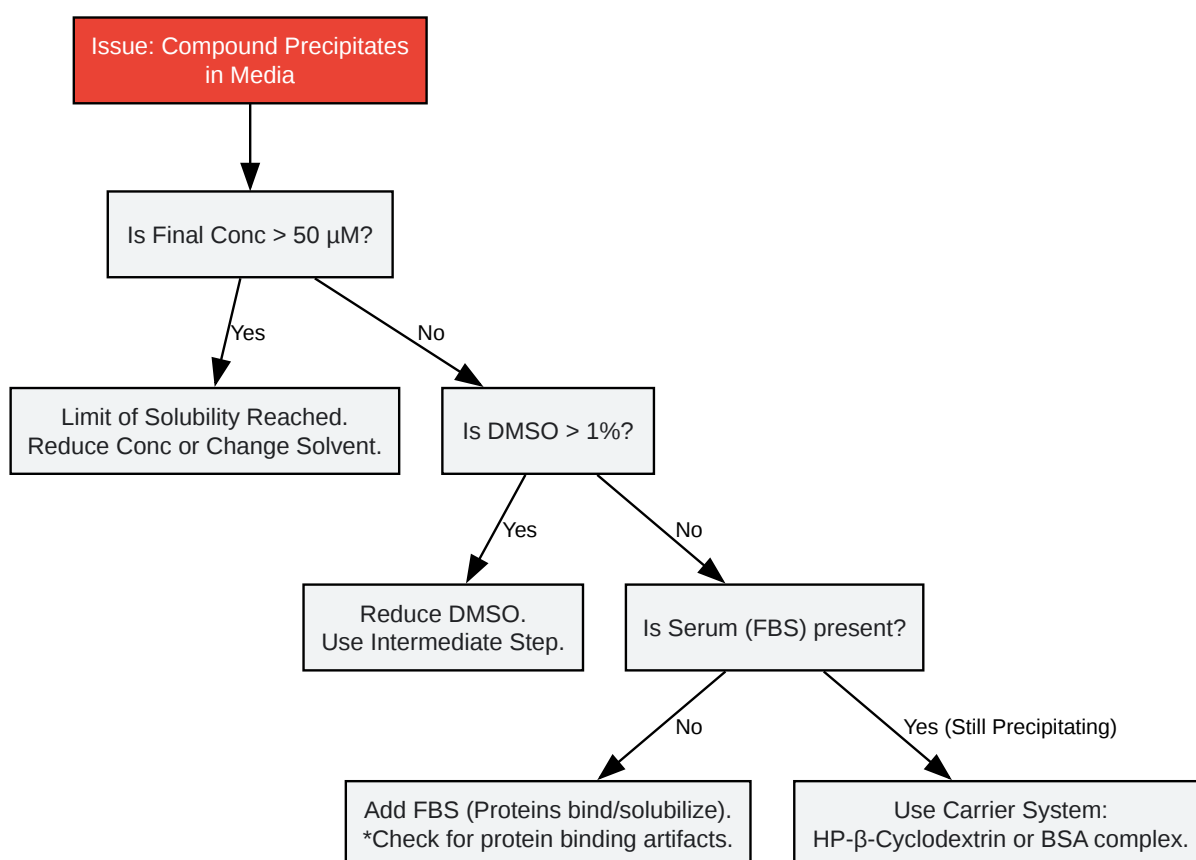 Issue: Compound Precipitates
in Media
Is Final Conc > 50 µM?
Yes
No
Limit of Solubility Reached.
Reduce Conc or Change Solvent.
Is DMSO > 1%?
Yes
No
Reduce DMSO.
Use Intermediate Step.
Is Serum (FBS) present?
No
Yes (Still Precipitating)
Add FBS (Proteins bind/solubilize).
*Check for protein binding artifacts.
Use Carrier System:
HP-β-Cyclodextrin or BSA complex.